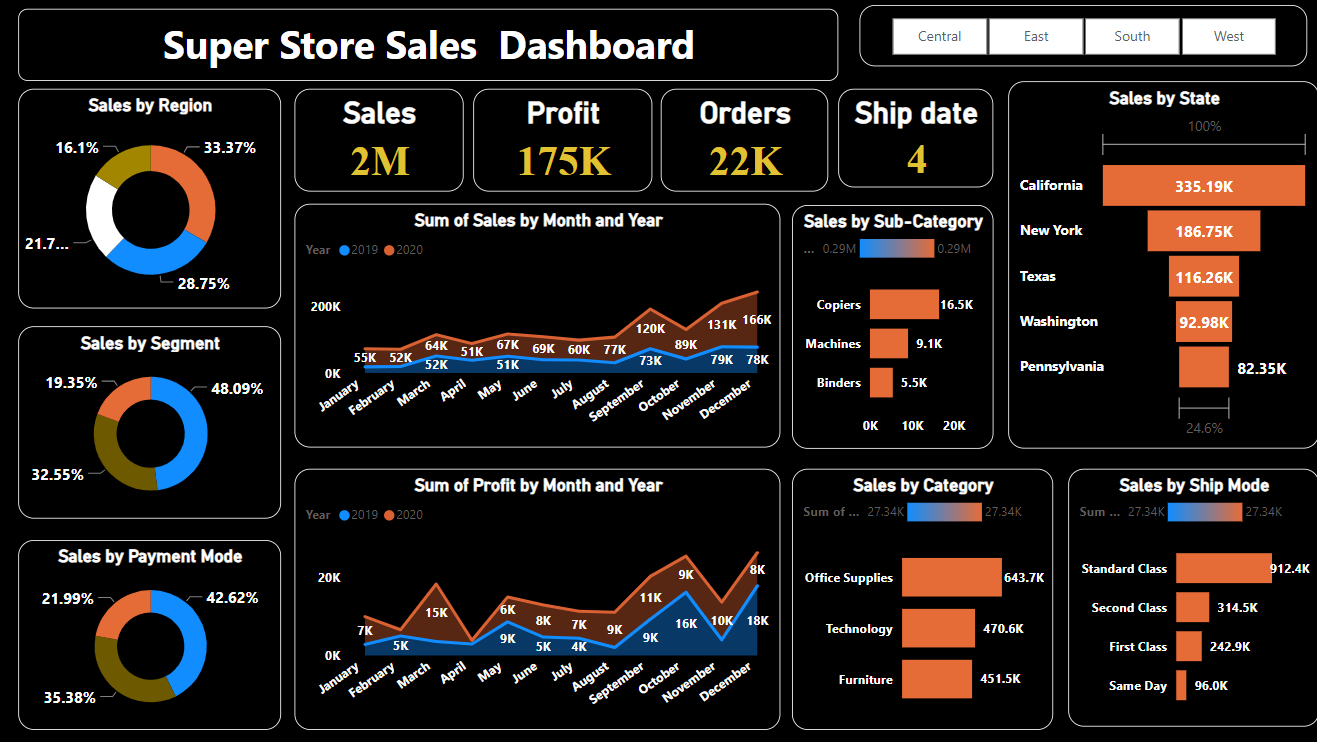 Super Store Sales  Dashboard
Central East South West
Sales by Region
16.1%
33.37%
21.7...
28.75%
Sales
2M
Profit
175K
Orders
22K
Ship date
4
Sales by State
100%
California 335.19K
New York 186.75K
Texas 116.26K
Washington 92.98K
Pennsylvania 82.35K
24.6%
Sum of Sales by Month and Year
Year 2019 2020
200K
0K
55K 52K 64K 51K 67K 69K 60K 77K 120K 89K 131K 166K
52K 51K 73K 79K 78K
January February March April May June July August September October November December
Sales by Sub-Category
... 0.29M 0.29M
Copiers 16.5K
Machines 9.1K
Binders 5.5K
0K 10K 20K
Sales by Segment
19.35%
48.09%
32.55%
Sum of Profit by Month and Year
Year 2019 2020
20K
0K
7K 15K 6K 8K 7K 9K 11K 9K 10K 8K
5K 9K 5K 4K 9K 16K 18K
January February March April May June July August September October November December
Sales by Category
Sum of ... 27.34K 27.34K
Office Supplies 643.7K
Technology 470.6K
Furniture 451.5K
Sales by Ship Mode
Sum ... 27.34K 27.34K
Standard Class 912.4K
Second Class 314.5K
First Class 242.9K
Same Day 96.0K
Sales by Payment Mode
21.99%
42.62%
35.38%